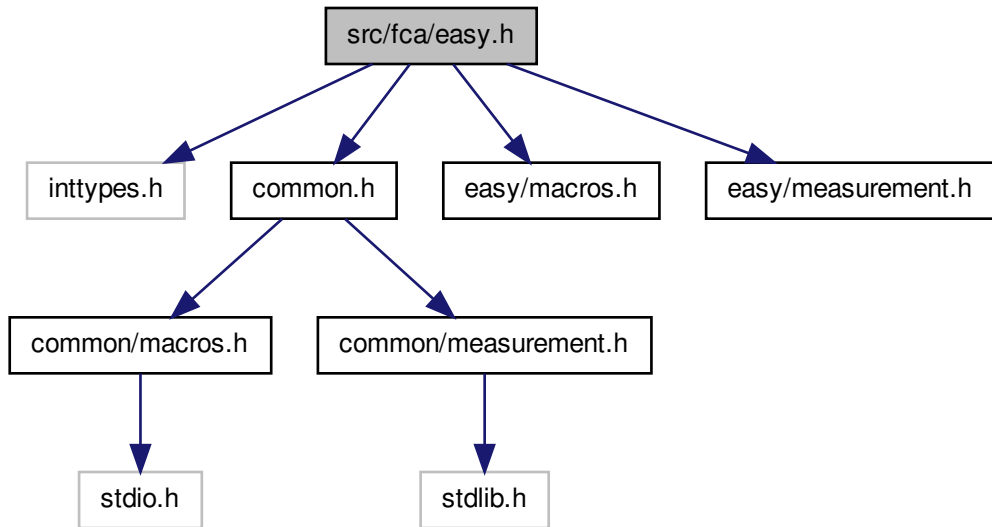 src/fca/easy.h
inttypes.h
common.h
easy/macros.h
easy/measurement.h
common/macros.h
common/measurement.h
stdio.h
stdlib.h